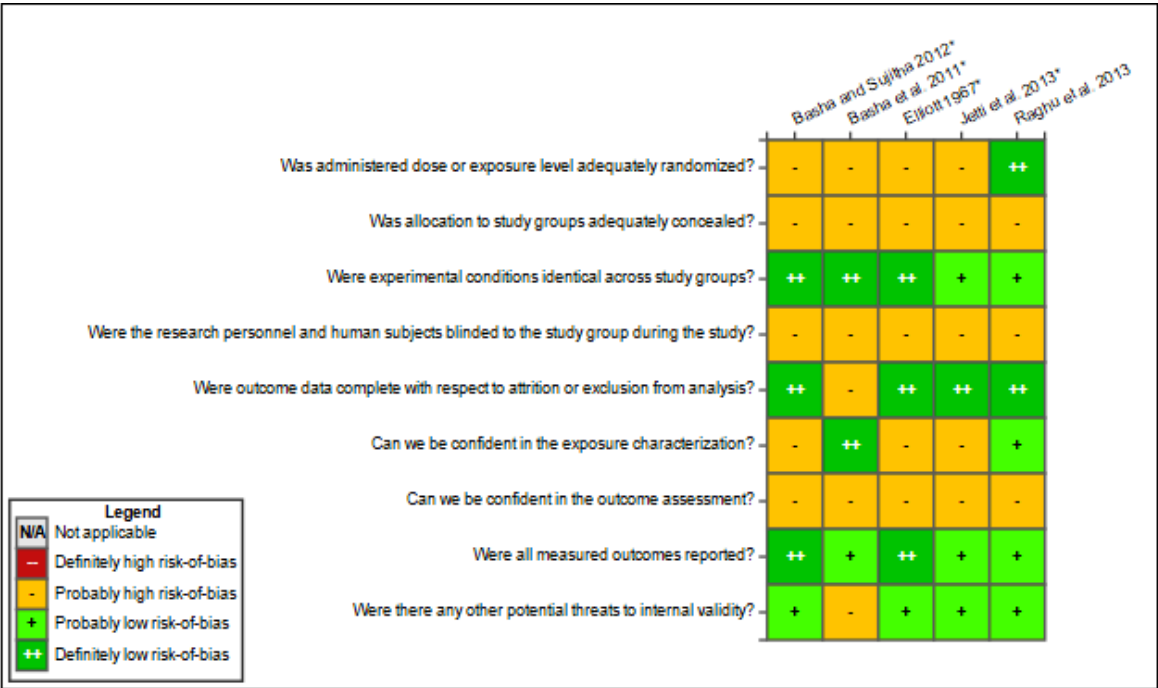 Basha and Sujitha 2012*
Basha et al. 2011*
Elliott 1967*
Jetti et al. 2013*
Raghu et al. 2013
Was administered dose or exposure level adequately randomized? - - - - ++
Was allocation to study groups adequately concealed? - - - - -
Were experimental conditions identical across study groups? ++ ++ ++ + +
Were the research personnel and human subjects blinded to the study group during the study? - - - - -
Were outcome data complete with respect to attrition or exclusion from analysis? ++ - ++ ++ ++
Can we be confident in the exposure characterization? - ++ - - +
Can we be confident in the outcome assessment? - - - - -
Were all measured outcomes reported? ++ + ++ + +
Were there any other potential threats to internal validity? + - + + +
Legend
N/A Not applicable
-- Definitely high risk-of-bias
- Probably high risk-of-bias
+ Probably low risk-of-bias
++ Definitely low risk-of-bias